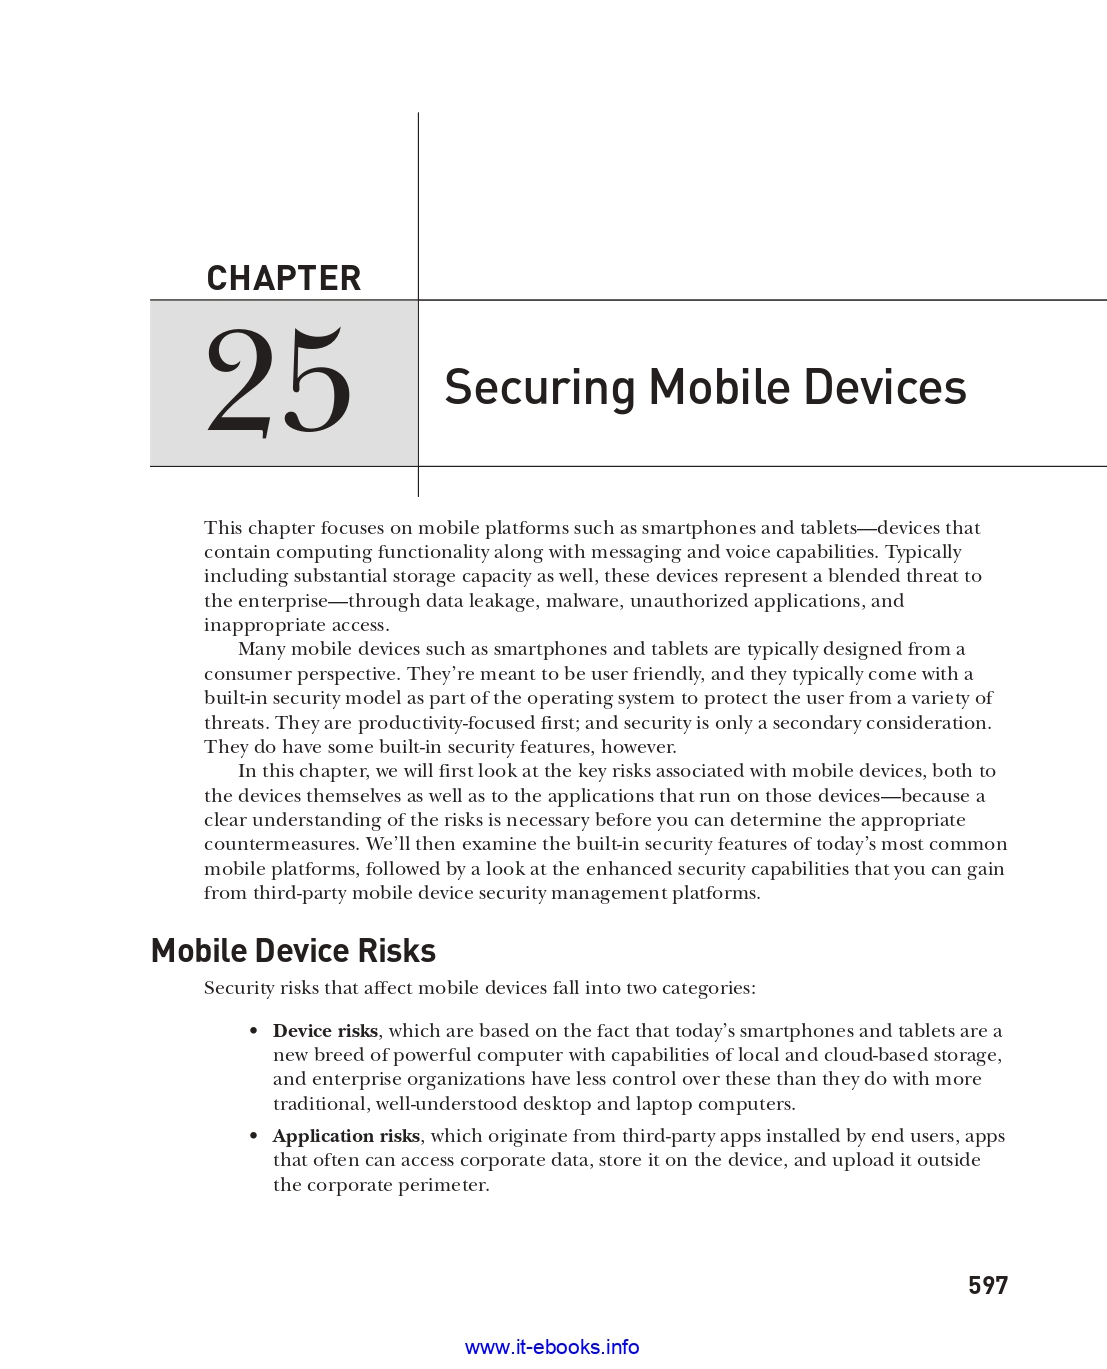 CHAPTER
25
Securing Mobile Devices
This chapter focuses on mobile platforms such as smartphones and tablets—devices that
contain computing functionality along with messaging and voice capabilities. Typically
including substantial storage capacity as well, these devices represent a blended threat to
the enterprise—through data leakage, malware, unauthorized applications, and
inappropriate access.
Many mobile devices such as smartphones and tablets are typically designed from a
consumer perspective. They’re meant to be user friendly, and they typically come with a
built-in security model as part of the operating system to protect the user from a variety of
threats. They are productivity-focused first; and security is only a secondary consideration.
They do have some built-in security features, however.
In this chapter, we will first look at the key risks associated with mobile devices, both to
the devices themselves as well as to the applications that run on those devices—because a
clear understanding of the risks is necessary before you can determine the appropriate
countermeasures. We’ll then examine the built-in security features of today’s most common
mobile platforms, followed by a look at the enhanced security capabilities that you can gain
from third-party mobile device security management platforms.
Mobile Device Risks
Security risks that affect mobile devices fall into two categories:
• Device risks, which are based on the fact that today’s smartphones and tablets are a
new breed of powerful computer with capabilities of local and cloud-based storage,
and enterprise organizations have less control over these than they do with more
traditional, well-understood desktop and laptop computers.
• Application risks, which originate from third-party apps installed by end users, apps
that often can access corporate data, store it on the device, and upload it outside
the corporate perimeter.
597
www.it-ebooks.info